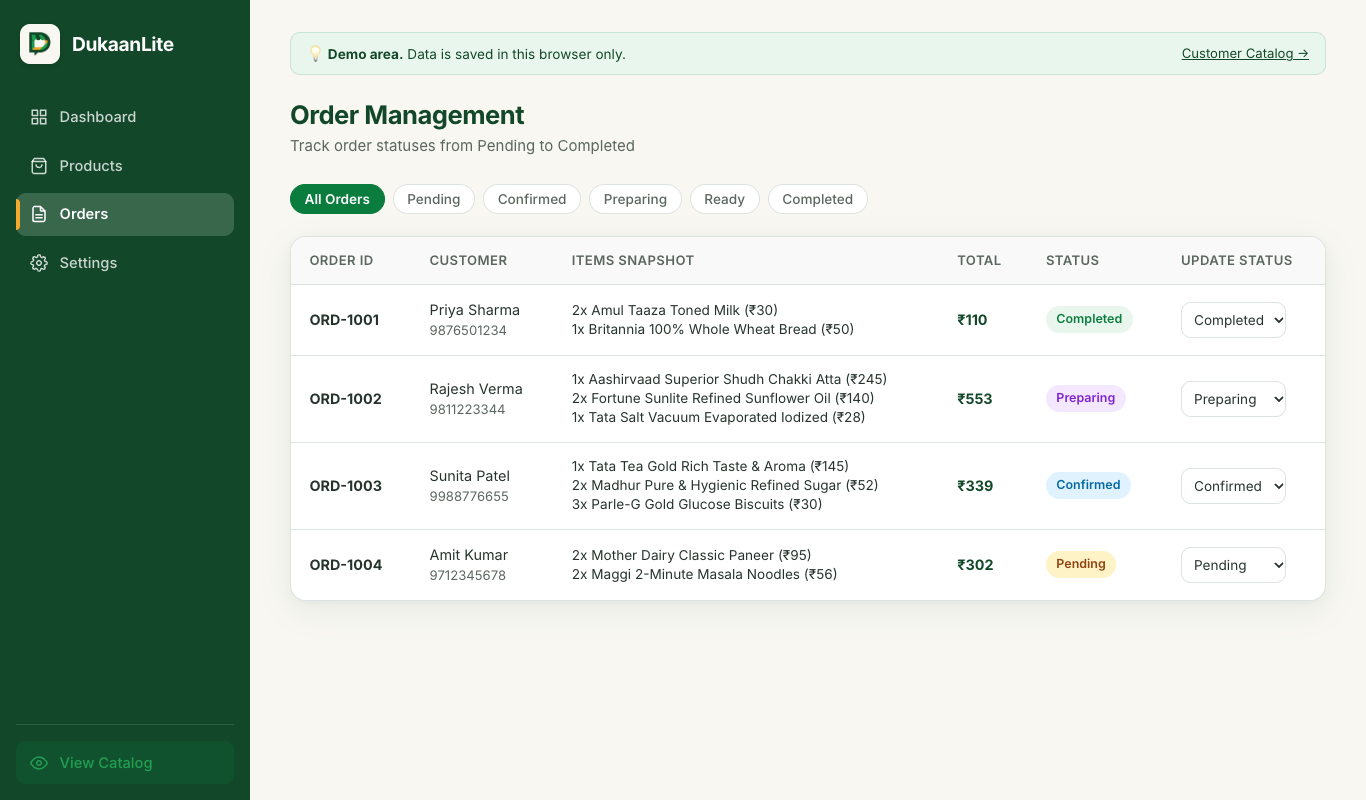 DukaanLite
Dashboard
Products
Orders
Settings
View Catalog
💡 Demo area. Data is saved in this browser only.
Customer Catalog →
Order Management
Track order statuses from Pending to Completed
All Orders Pending Confirmed Preparing Ready Completed
ORDER ID CUSTOMER ITEMS SNAPSHOT TOTAL STATUS UPDATE STATUS
ORD-1001
Priya Sharma
9876501234
2x Amul Taaza Toned Milk (₹30)
1x Britannia 100% Whole Wheat Bread (₹50)
₹110
Completed
Completed
ORD-1002
Rajesh Verma
9811223344
1x Aashirvaad Superior Shudh Chakki Atta (₹245)
2x Fortune Sunlite Refined Sunflower Oil (₹140)
1x Tata Salt Vacuum Evaporated Iodized (₹28)
₹553
Preparing
Preparing
ORD-1003
Sunita Patel
9988776655
1x Tata Tea Gold Rich Taste & Aroma (₹145)
2x Madhur Pure & Hygienic Refined Sugar (₹52)
3x Parle-G Gold Glucose Biscuits (₹30)
₹339
Confirmed
Confirmed
ORD-1004
Amit Kumar
9712345678
2x Mother Dairy Classic Paneer (₹95)
2x Maggi 2-Minute Masala Noodles (₹56)
₹302
Pending
Pending